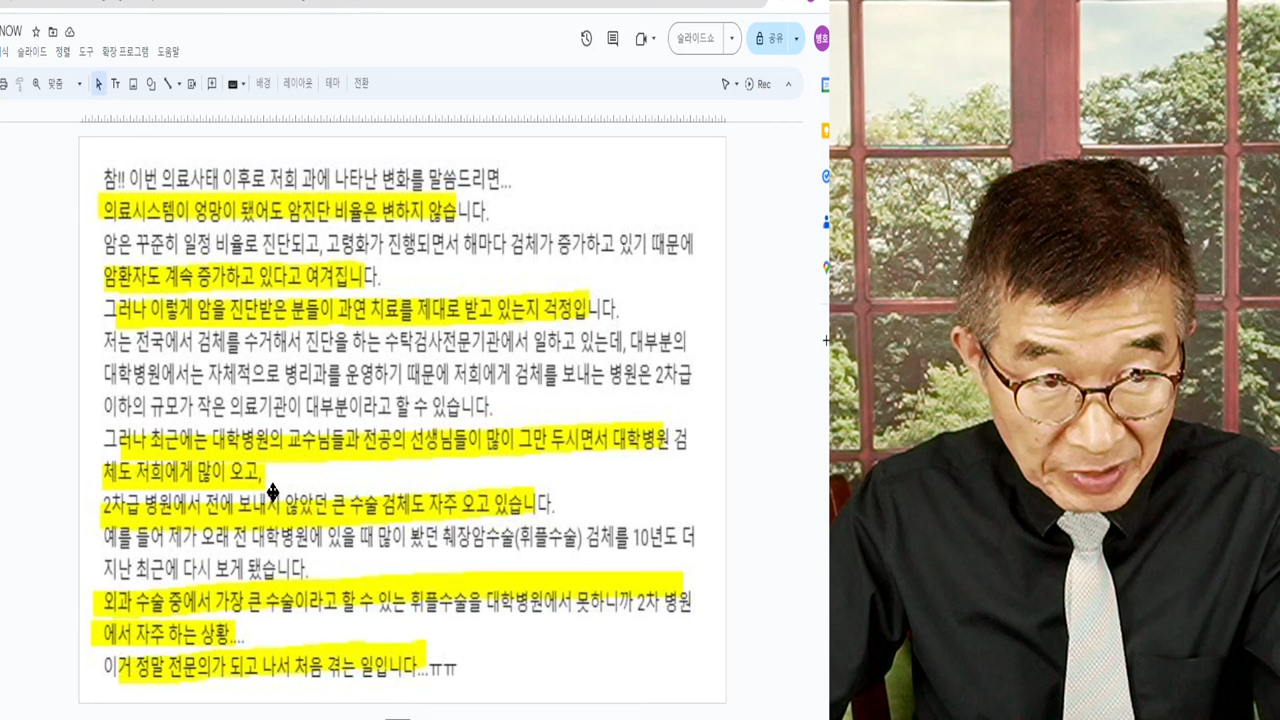 NOW
슬라이드 정렬 도구 확장 프로그램 도움말
슬라이드쇼
공유
병호
맞춤
Tт
배경 레이아웃 테마 전환
Rec
참!! 이번 의료사태 이후로 저희 과에 나타난 변화를 말씀드리면...
의료시스템이 엉망이 됐어도 암진단 비율은 변하지 않습니다.
암은 꾸준히 일정 비율로 진단되고, 고령화가 진행되면서 해마다 검체가 증가하고 있기 때문에
암환자도 계속 증가하고 있다고 여겨집니다.
그러나 이렇게 암을 진단받은 분들이 과연 치료를 제대로 받고 있는지 걱정입니다.
저는 전국에서 검체를 수거해서 진단을 하는 수탁검사전문기관에서 일하고 있는데, 대부분의
대학병원에서는 자체적으로 병리과를 운영하기 때문에 저희에게 검체를 보내는 병원은 2차급
이하의 규모가 작은 의료기관이 대부분이라고 할 수 있습니다.
그러나 최근에는 대학병원의 교수님들과 전공의 선생님들이 많이 그만 두시면서 대학병원 검
체도 저희에게 많이 오고,
2차급 병원에서 전에 보내지 않았던 큰 수술 검체도 자주 오고 있습니다.
예를 들어 제가 오래 전 대학병원에 있을 때 많이 봤던 췌장암수술(휘플수술) 검체를 10년도 더
지난 최근에 다시 보게 됐습니다.
외과 수술 중에서 가장 큰 수술이라고 할 수 있는 휘플수술을 대학병원에서 못하니까 2차 병원
에서 자주 하는 상황....
이거 정말 전문의가 되고 나서 처음 겪는 일입니다...ㅠㅠ